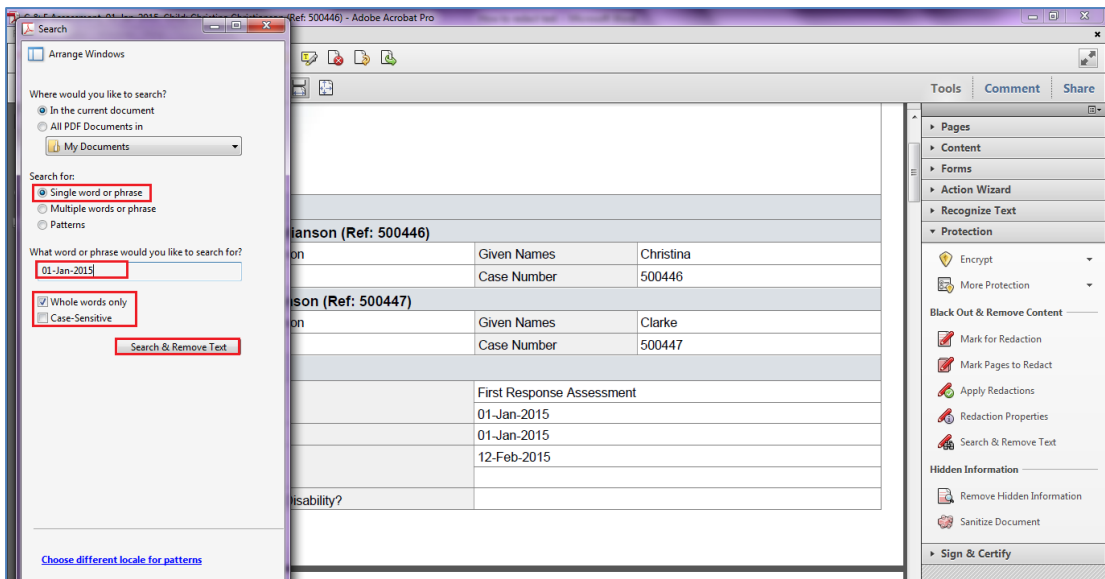 (Ref: 500446) - Adobe Acrobat Pro
Search
Arrange Windows
Where would you like to search?
In the current document
All PDF Documents in
My Documents
Search for:
Single word or phrase
Multiple words or phrase
Patterns
What word or phrase would you like to search for?
01-Jan-2015
Whole words only
Case-Sensitive
Search & Remove Text
Choose different locale for patterns
ianson (Ref: 500446)
on Given Names Christina
Case Number 500446
nson (Ref: 500447)
on Given Names Clarke
Case Number 500447
First Response Assessment
01-Jan-2015
01-Jan-2015
12-Feb-2015
Disability?
Tools Comment Share
Pages
Content
Forms
Action Wizard
Recognize Text
Protection
Encrypt
More Protection
Black Out & Remove Content
Mark for Redaction
Mark Pages to Redact
Apply Redactions
Redaction Properties
Search & Remove Text
Hidden Information
Remove Hidden Information
Sanitize Document
Sign & Certify